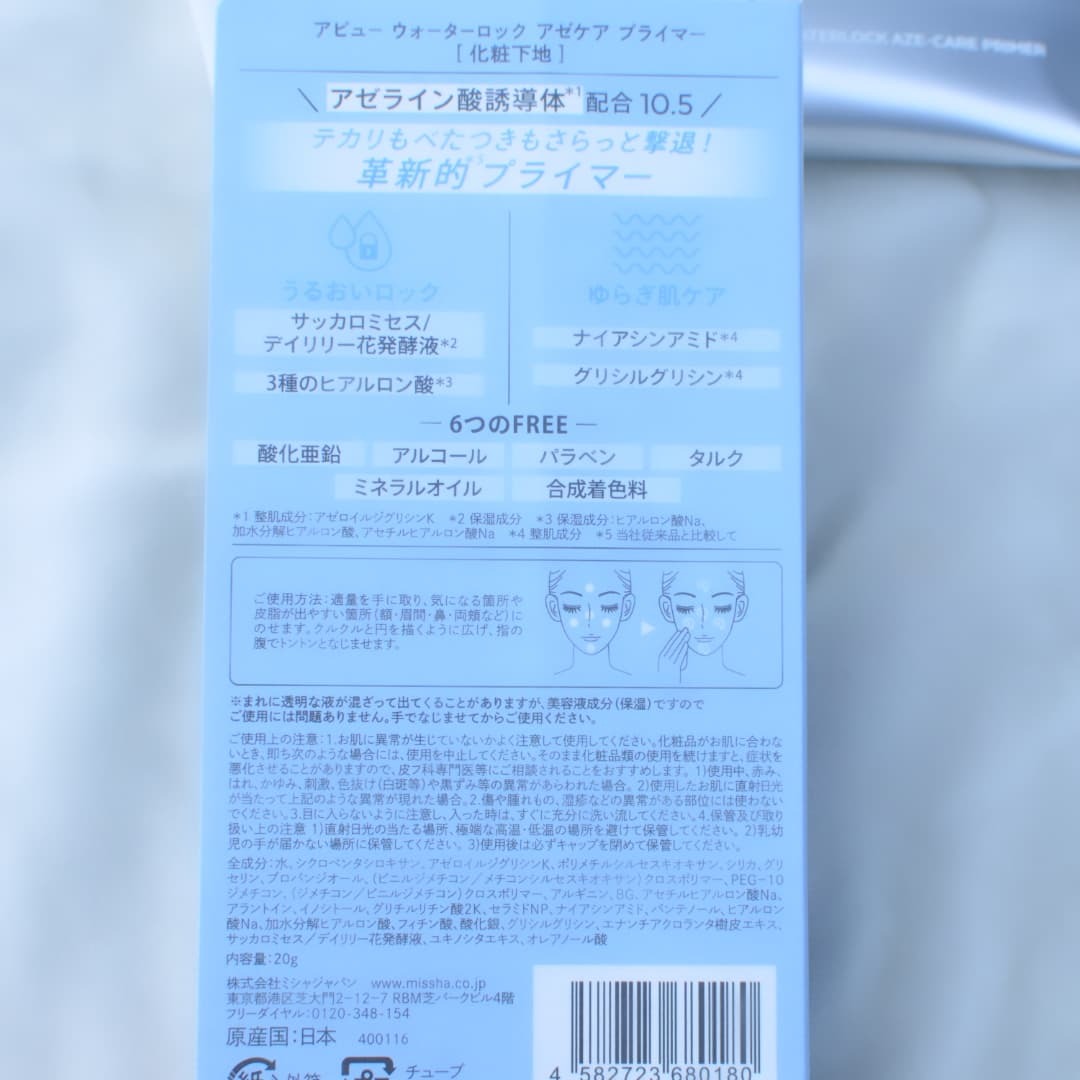 アピュー ウォーターロック アゼケア プライマー
[ 化粧下地 ]
TERLOCK AZE-CARE PRIMER
＼アゼライン酸誘導体*1配合 10.5／
テカリもべたつきもさらっと撃退！
革新的*5プライマー
うるおいロック
サッカロミセス/
デイリリー花発酵液*2
3種のヒアルロン酸*3
ゆらぎ肌ケア
ナイアシンアミド*4
グリシルグリシン*4
— 6つのFREE —
酸化亜鉛 アルコール パラベン タルク
ミネラルオイル 合成着色料
*1 整肌成分：アゼロイルジグリシンK *2 保湿成分 *3 保湿成分：ヒアルロン酸Na、
加水分解ヒアルロン酸、アセチルヒアルロン酸Na *4 整肌成分 *5 当社従来品と比較して
ご使用方法：適量を手に取り、気になる箇所や
皮脂が出やすい箇所（額・眉間・鼻・両頬など）に
のせます。クルクルと円を描くように広げ、指の
腹でトントンとなじませます。
※まれに透明な液が混ざって出てくることがありますが、美容液成分（保湿）ですので
ご使用には問題ありません。手でなじませてからご使用ください。
ご使用上の注意：1.お肌に異常が生じていないかよく注意して使用してください。化粧品がお肌に合わな
いとき、即ち次のような場合には、使用を中止してください。そのまま化粧品類の使用を続けますと、症状を
悪化させることがありますので、皮フ科専門医等にご相談されることをおすすめします。1)使用中、赤み、
はれ、かゆみ、刺激、色抜け（白斑等）や黒ずみ等の異常があらわれた場合。2)使用したお肌に直射日光
が当たって上記のような異常が現れた場合。2.傷や腫れもの、湿疹などの異常がある部位には使わない
でください。3.目に入らないように注意し、入った時は、すぐに充分に洗い流してください。4.保管及び取り
扱い上の注意 1)直射日光の当たる場所、極端な高温・低温の場所を避けて保管してください。2)乳幼
児の手が届かない場所に保管してください。3)使用後は必ずキャップを閉めて保管してください。
全成分：水、シクロペンタシロキサン、アゼロイルジグリシンK、ポリメチルシルセスキオキサン、シリカ、グリ
セリン、プロパンジオール、（ビニルジメチコン／メチコンシルセスキオキサン）クロスポリマー、PEG-10
ジメチコン、（ジメチコン／ビニルジメチコン）クロスポリマー、アルギニン、BG、アセチルヒアルロン酸Na、
アラントイン、イノシトール、グリチルリチン酸2K、セラミドNP、ナイアシンアミド、パンテノール、ヒアルロン
酸Na、加水分解ヒアルロン酸、フィチン酸、酸化銀、グリシルグリシン、エナンチアクロランタ樹皮エキス、
サッカロミセス／デイリリー花発酵液、ユキノシタエキス、オレアノール酸
内容量：20g
株式会社ミシャジャパン www.missha.co.jp
東京都港区芝大門2-12-7 RBM芝パークビル4階
フリーダイヤル：0120-348-154
原産国：日本 400116
チューブ
4 582723 680180